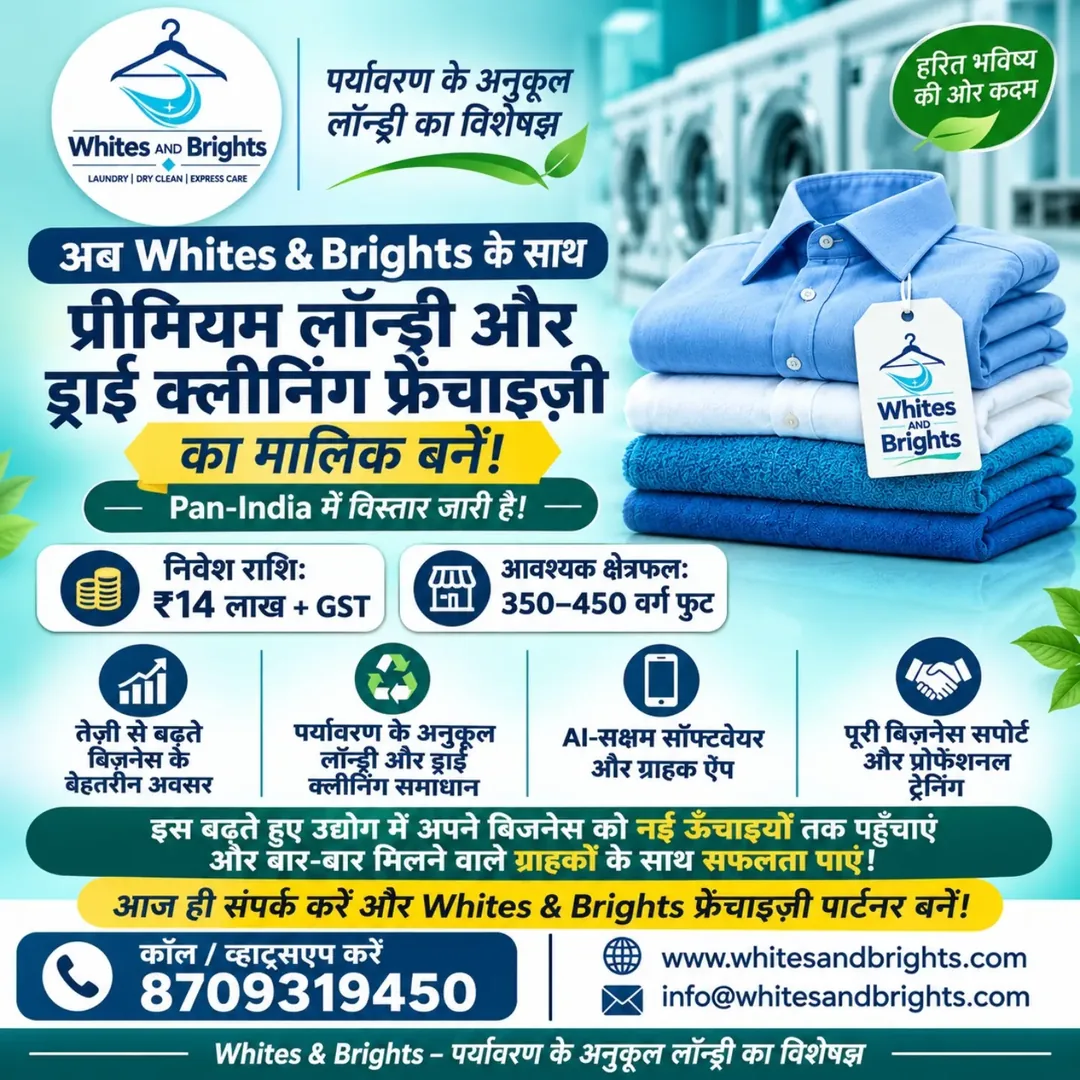 Whites AND Brights
LAUNDRY | DRY CLEAN | EXPRESS CARE
पर्यावरण के अनुकूल
लॉन्ड्री का विशेषज्ञ
हरित भविष्य
की ओर कदम
अब Whites & Brights के साथ
प्रीमियम लॉन्ड्री और
ड्राई क्लीनिंग फ्रेंचाइज़ी
का मालिक बनें!
Pan-India में विस्तार जारी है!
Whites
AND
Brights
निवेश राशि:
₹14 लाख + GST
आवश्यक क्षेत्रफल:
350–450 वर्ग फुट
तेज़ी से बढ़ते
बिज़नेस के
बेहतरीन अवसर
पर्यावरण के अनुकूल
लॉन्ड्री और ड्राई
क्लीनिंग समाधान
AI-सक्षम सॉफ्टवेयर
और ग्राहक ऐप
पूरी बिज़नेस सपोर्ट
और प्रोफेशनल
ट्रेनिंग
इस बढ़ते हुए उद्योग में अपने बिजनेस को नई ऊँचाइयों तक पहुँचाएं
और बार-बार मिलने वाले ग्राहकों के साथ सफलता पाएं!
आज ही संपर्क करें और Whites & Brights फ्रेंचाइज़ी पार्टनर बनें!
कॉल / व्हाट्सएप करें
8709319450
www.whitesandbrights.com
info@whitesandbrights.com
Whites & Brights – पर्यावरण के अनुकूल लॉन्ड्री का विशेषज्ञ